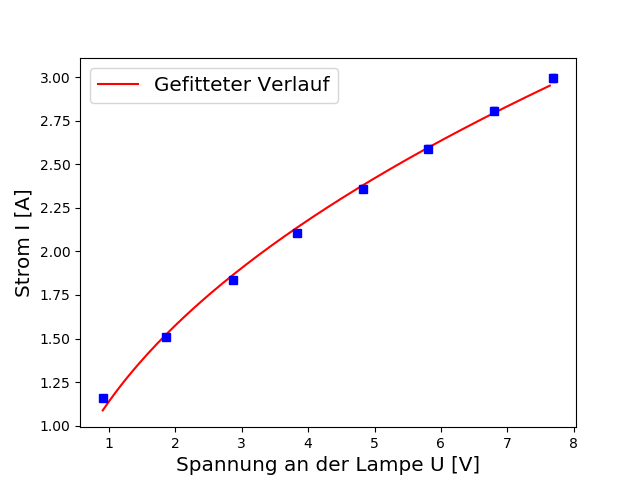 Gefitteter Verlauf
3.00
2.75
2.50
2.25
2.00
1.75
1.50
1.25
1.00
Strom I [A]
1 2 3 4 5 6 7 8
Spannung an der Lampe U [V]